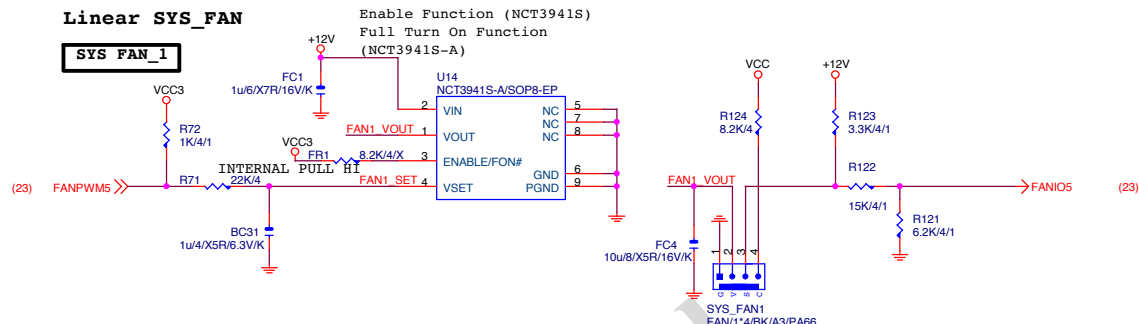 Linear SYS_FAN
SYS FAN_1
Enable Function (NCT3941S)
Full Turn On Function
(NCT3941S-A)
+12V
FC1
1u/6/X7R/16V/K
VCC3
R72
1K/4/1
U14
NCT3941S-A/SOP8-EP
2 VIN
1 VOUT
3 ENABLE/FON#
4 VSET
NC 5
NC 7
NC 8
GND 6
PGND 9
FAN1_VOUT
VCC3
FR1 8.2K/4/X
INTERNAL PULL HI
(23) FANPWM5
R71 22K/4
FAN1_SET
BC31
1u/4/X5R/6.3V/K
VCC
+12V
R124
8.2K/4
R123
3.3K/4/1
R122
15K/4/1
FAN1_VOUT
FANIO5 (23)
R121
6.2K/4/1
FC4
10u/8/X5R/16V/K
1 2 3 4
G V S C
SYS_FAN1
FAN/1*4/BK/A3/PA66